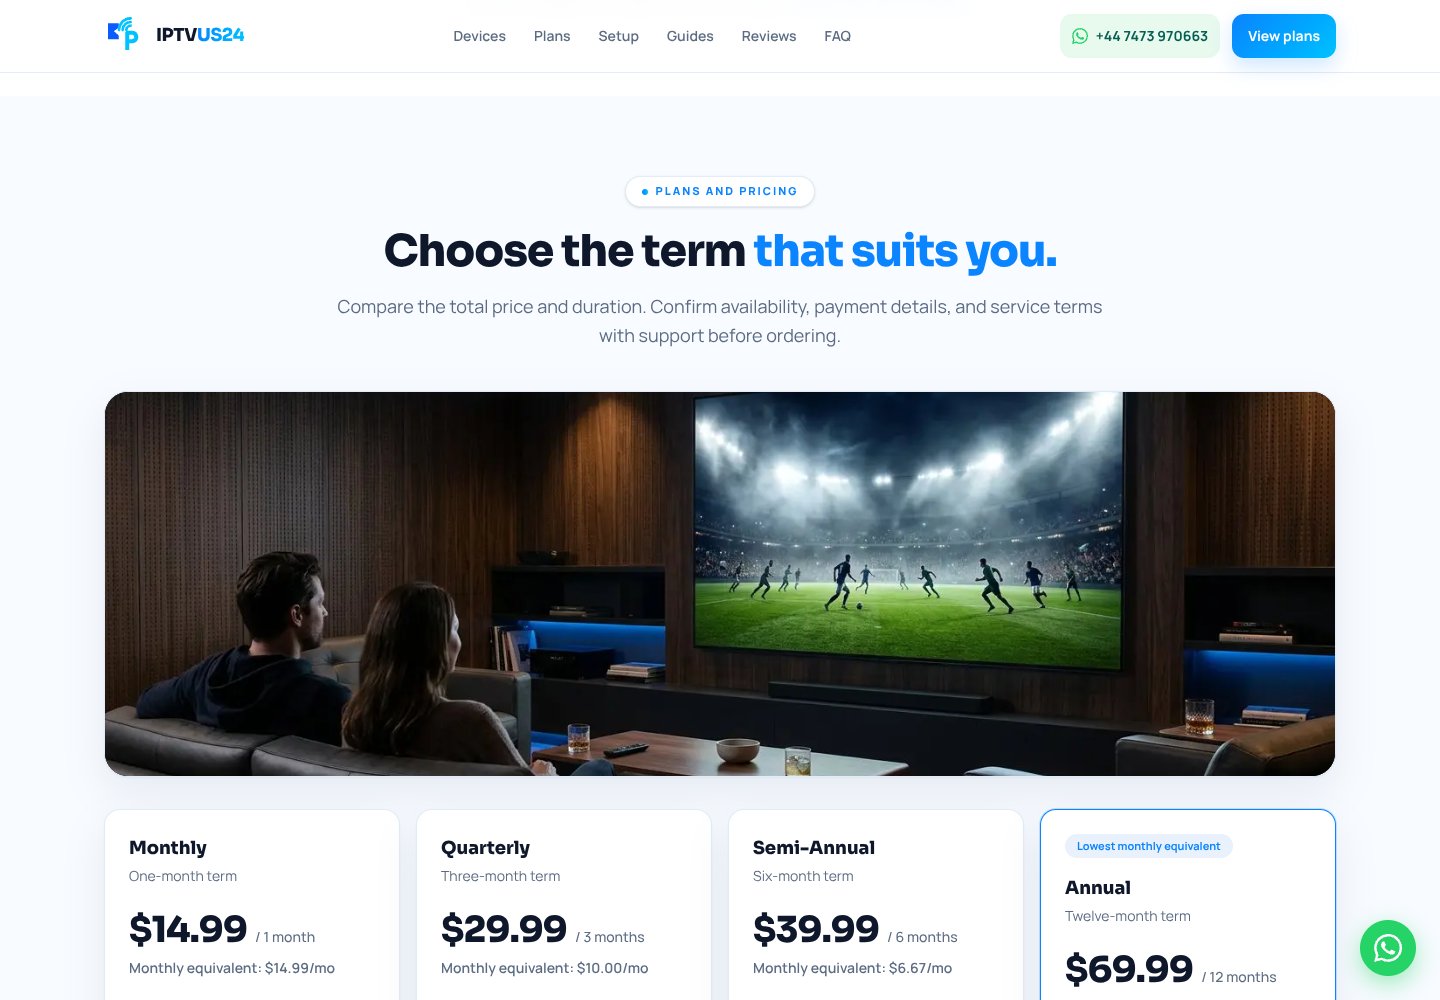 IPTVUS24
Devices
Plans
Setup
Guides
Reviews
FAQ
+44 7473 970663
View plans
PLANS AND PRICING
Choose the term that suits you.
Compare the total price and duration. Confirm availability, payment details, and service terms
with support before ordering.
Monthly
One-month term
$14.99 / 1 month
Monthly equivalent: $14.99/mo
Quarterly
Three-month term
$29.99 / 3 months
Monthly equivalent: $10.00/mo
Semi-Annual
Six-month term
$39.99 / 6 months
Monthly equivalent: $6.67/mo
Lowest monthly equivalent
Annual
Twelve-month term
$69.99 / 12 months